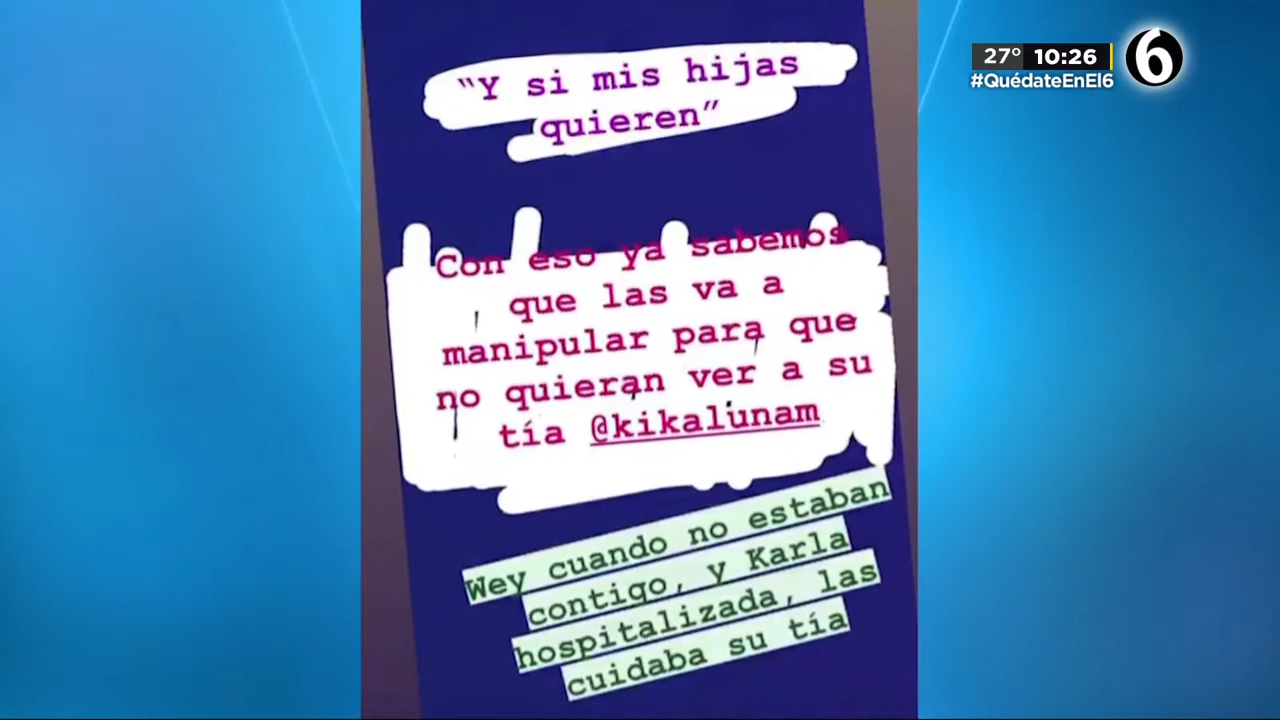 27° 10:26 6
#QuédateEnEl6
“Y si mis hijas
quieren”
Con eso ya sabemos
que las va a
manipular para que
no quieran ver a su
tía @kikalunam
Wey cuando no estaban
contigo, y Karla
hospitalizada, las
cuidaba su tía